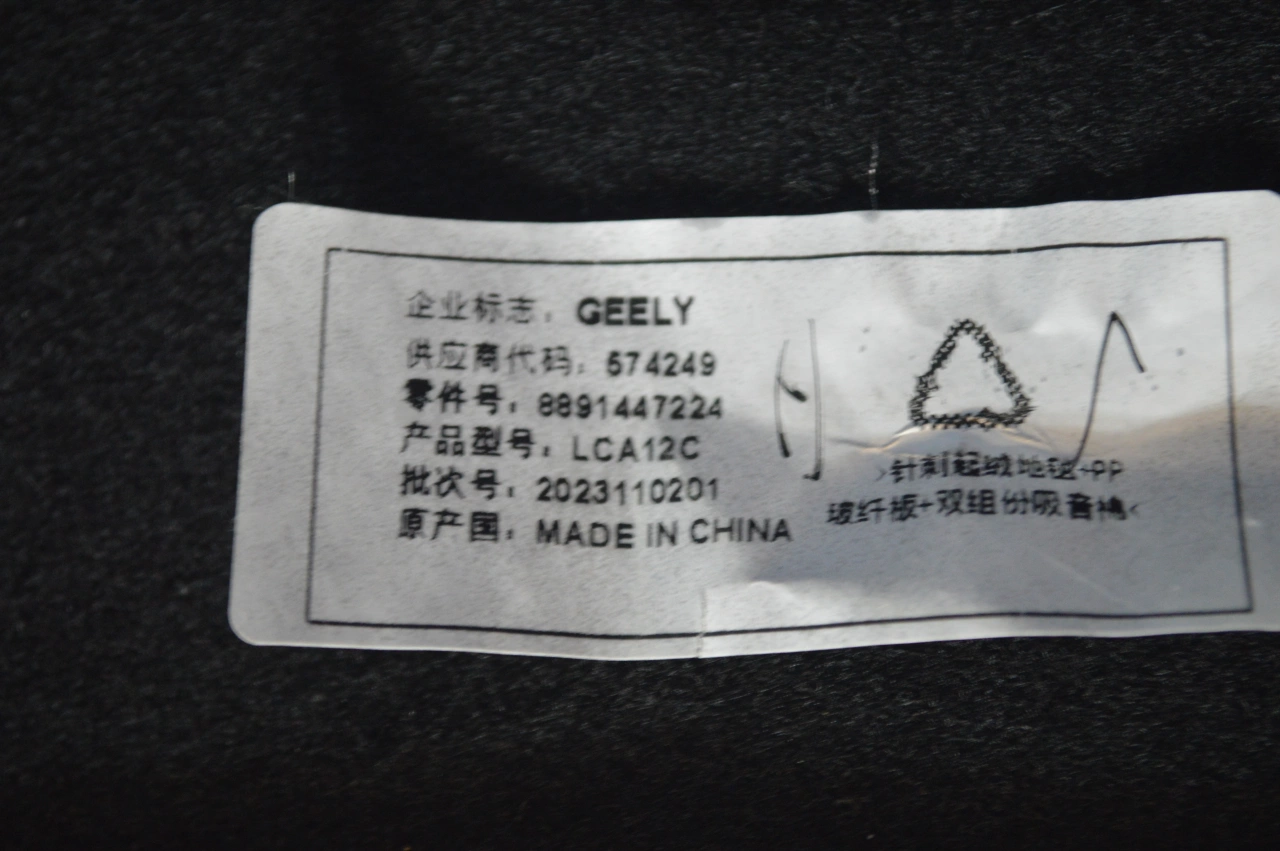 企业标志：GEELY
供应商代码：574249
零件号：8891447224
产品型号：LCA12C
批次号：2023110201
原产国：MADE IN CHINA
>针刺起绒地毯+PP
玻纤板+双组份吸音棉<